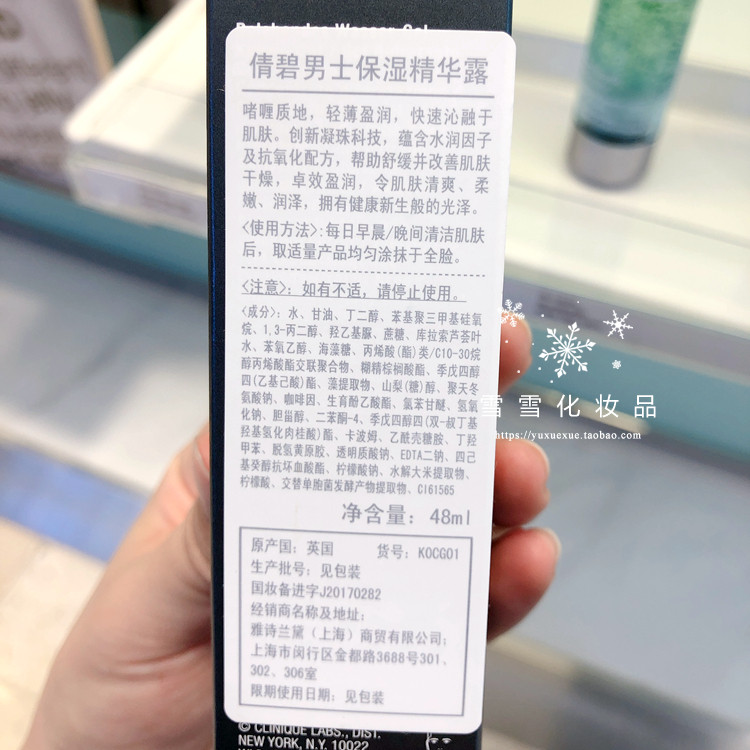 倩碧男士保湿精华露
啫喱质地，轻薄盈润，快速沁融于
肌肤。创新凝珠科技，蕴含水润因子
及抗氧化配方，帮助舒缓并改善肌肤
干燥，卓效盈润，令肌肤清爽、柔
嫩、润泽，拥有健康新生般的光泽。
<使用方法>:每日早晨/晚间清洁肌肤
后，取适量产品均匀涂抹于全脸。
<注意>：如有不适，请停止使用。
<成分>：水、甘油、丁二醇、苯基聚三甲基硅氧
烷、1,3-丙二醇、羟乙基脲、蔗糖、库拉索芦荟叶
水、苯氧乙醇、海藻糖、丙烯酸(酯)类/C10-30烷
醇丙烯酸酯交联聚合物、糊精棕榈酸酯、季戊四醇
四(乙基己酸)酯、藻提取物、山梨(糖)醇、聚天冬
氨酸钠、咖啡因、生育酚乙酸酯、氯苯甘醚、氢氧
化钠、胆甾醇、二苯酮-4、季戊四醇四(双-叔丁基
羟基氢化肉桂酸)酯、卡波姆、乙酰壳糖胺、丁羟
甲苯、脱氢黄原胶、透明质酸钠、EDTA二钠、四己
基癸醇抗坏血酸酯、柠檬酸钠、水解大米提取物、
柠檬酸、交替单胞菌发酵产物提取物、CI61565
净含量：48ml
原产国：英国 货号：K0CG01
生产批号：见包装
国妆备进字J20170282
经销商名称及地址：
雅诗兰黛（上海）商贸有限公司；
上海市闵行区金都路3688号301、
302、306室
限期使用日期：见包装
© CLINIQUE LABS., DIST.
NEW YORK, N.Y. 10022
雪雪化妆品
https://yuxuexue.taobao.com